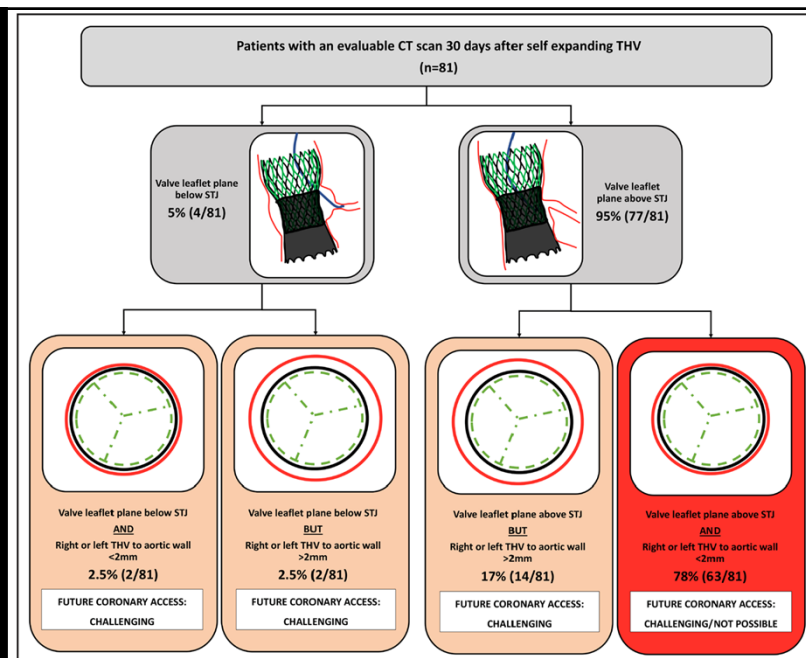 Patients with an evaluable CT scan 30 days after self expanding THV
(n=81)
Valve leaflet plane
below STJ
5% (4/81)
Valve leaflet
plane above STJ
95% (77/81)
Valve leaflet plane below STJ
AND
Right or left THV to aortic wall
<2mm
2.5% (2/81)
FUTURE CORONARY ACCESS:
CHALLENGING
Valve leaflet plane below STJ
BUT
Right or left THV to aortic wall
>2mm
2.5% (2/81)
FUTURE CORONARY ACCESS:
CHALLENGING
Valve leaflet plane above STJ
BUT
Right or left THV to aortic wall
>2mm
17% (14/81)
FUTURE CORONARY ACCESS:
CHALLENGING
Valve leaflet plane above STJ
AND
Right or left THV to aortic wall
<2mm
78% (63/81)
FUTURE CORONARY ACCESS:
CHALLENGING/NOT POSSIBLE